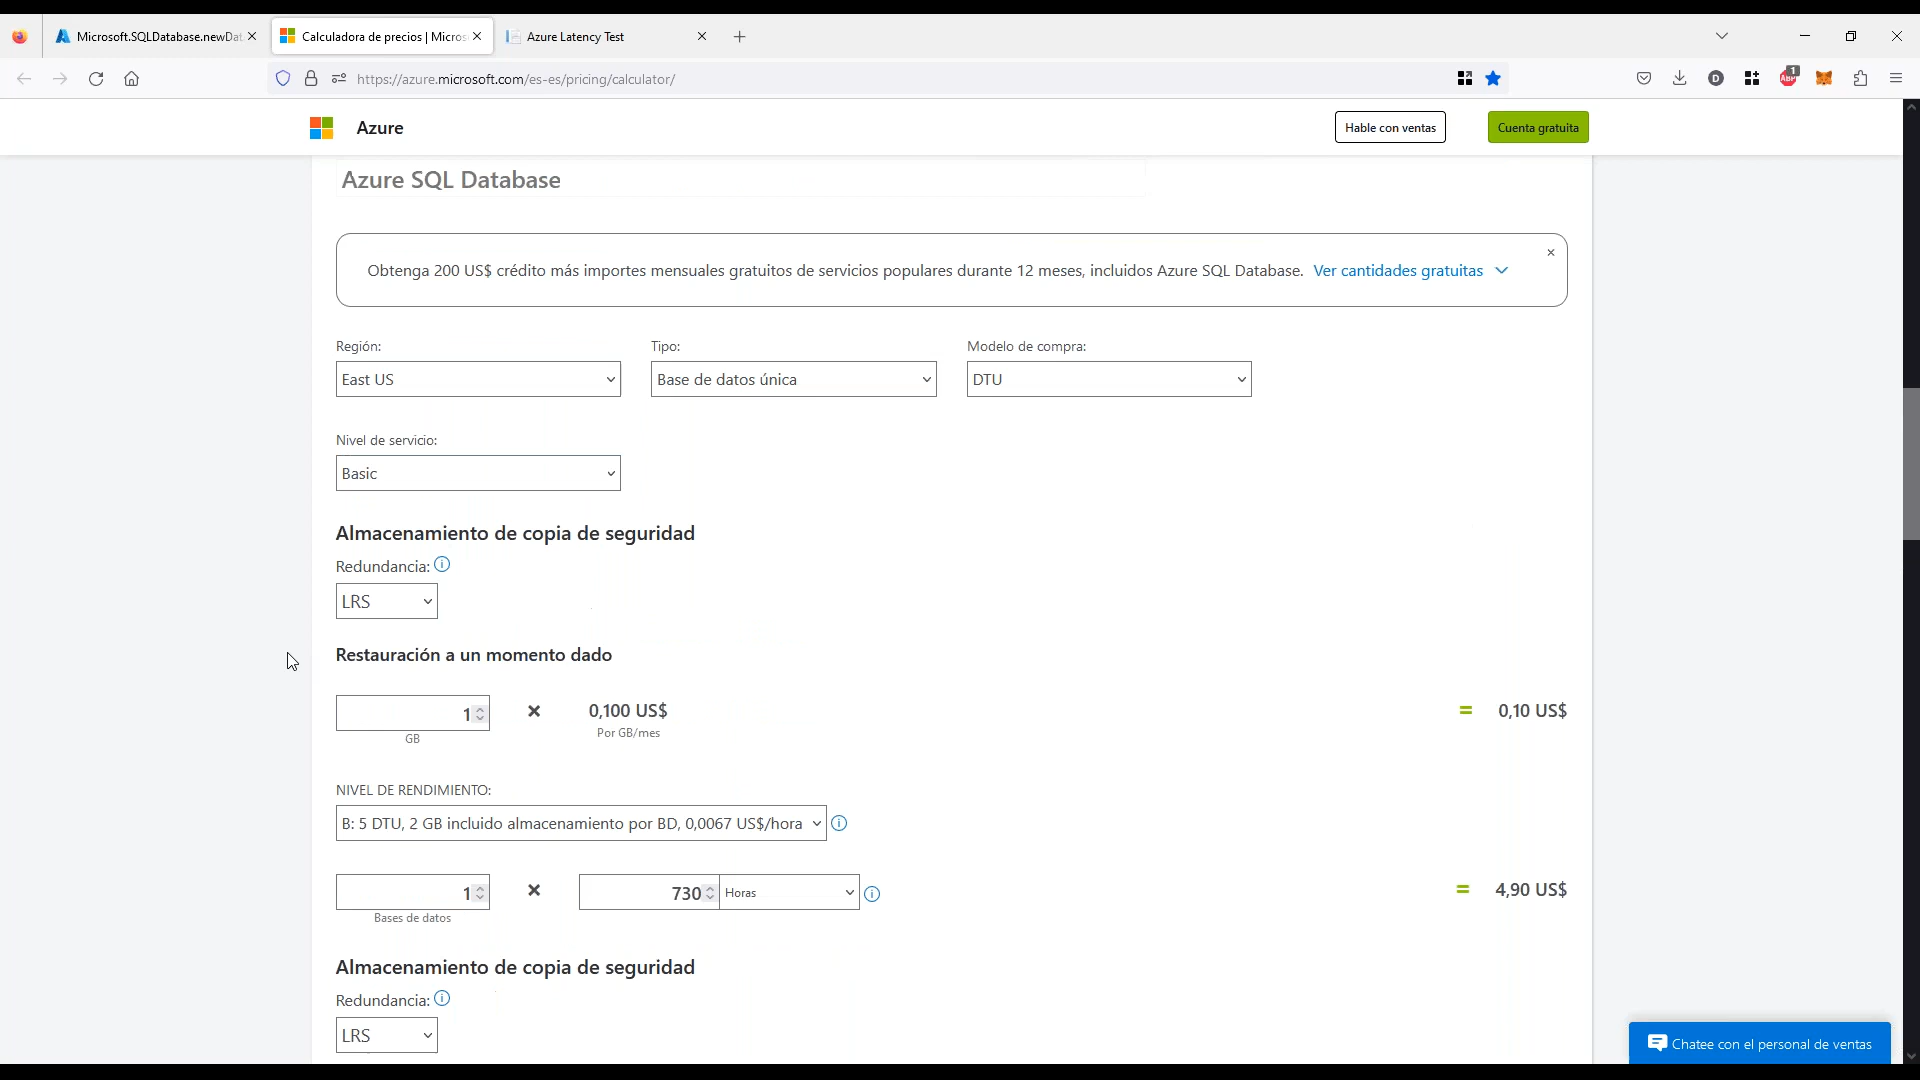 Microsoft.SQLDatabase.newDat
Calculadora de precios | Micros
Azure Latency Test
https://azure.microsoft.com/es-es/pricing/calculator/
D
ABP
1
Azure
Hable con ventas
Cuenta gratuita
Azure SQL Database
Obtenga 200 US$ crédito más importes mensuales gratuitos de servicios populares durante 12 meses, incluidos Azure SQL Database. Ver cantidades gratuitas
Región:
Tipo:
Modelo de compra:
East US
Base de datos única
DTU
Nivel de servicio:
Basic
Almacenamiento de copia de seguridad
Redundancia:
LRS
Restauración a un momento dado
1 × 0,100 US$ = 0,10 US$
GB
Por GB/mes
NIVEL DE RENDIMIENTO:
B: 5 DTU, 2 GB incluido almacenamiento por BD, 0,0067 US$/hora
1 × 730 Horas = 4,90 US$
Bases de datos
Almacenamiento de copia de seguridad
Redundancia:
LRS
Chatee con el personal de ventas